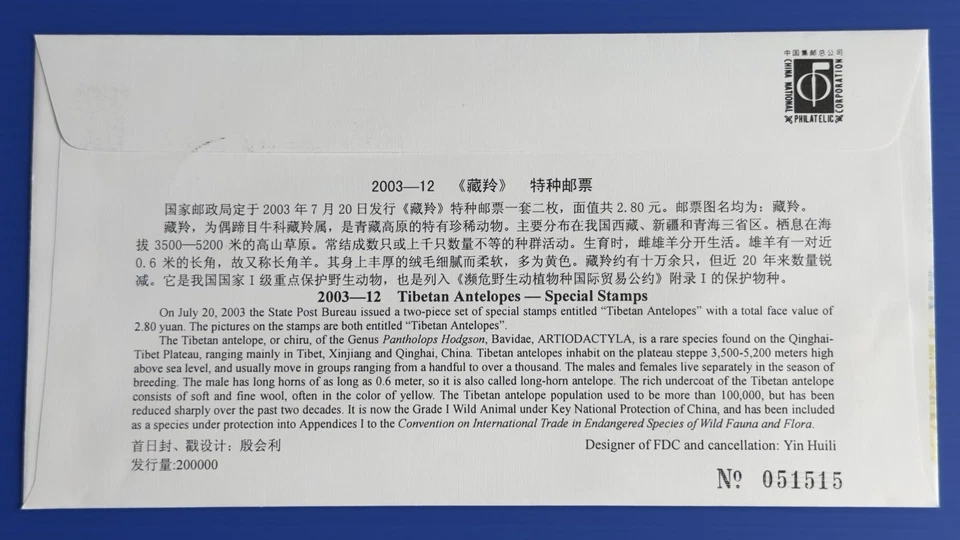 中国集邮总公司
CHINA NATIONAL
PHILATELIC
CORPORATION
2003—12 《藏羚》 特种邮票
国家邮政局定于 2003 年 7 月 20 日发行《藏羚》特种邮票一套二枚，面值共 2.80 元。邮票图名均为：藏羚。
藏羚，为偶蹄目牛科藏羚属，是青藏高原的特有珍稀动物。主要分布在我国西藏、新疆和青海三省区。栖息在海
拔 3500—5200 米的高山草原。常结成数只或上千只数量不等的种群活动。生育时，雌雄羊分开生活。雄羊有一对近
0.6 米的长角，故又称长角羊。其身上丰厚的绒毛细腻而柔软，多为黄色。藏羚约有十万余只，但近 20 年来数量锐
减。它是我国国家 I 级重点保护野生动物，也是列入《濒危野生动植物种国际贸易公约》附录 I 的保护物种。
2003—12 Tibetan Antelopes — Special Stamps
On July 20, 2003 the State Post Bureau issued a two-piece set of special stamps entitled “Tibetan Antelopes” with a total face value of
2.80 yuan. The pictures on the stamps are both entitled “Tibetan Antelopes”.
The Tibetan antelope, or chiru, of the Genus Pantholops Hodgson, Bavidae, ARTIODACTYLA, is a rare species found on the Qinghai-
Tibet Plateau, ranging mainly in Tibet, Xinjiang and Qinghai, China. Tibetan antelopes inhabit on the plateau steppe 3,500-5,200 meters high
above sea level, and usually move in groups ranging from a handful to over a thousand. The males and females live separately in the season of
breeding. The male has long horns of as long as 0.6 meter, so it is also called long-horn antelope. The rich undercoat of the Tibetan antelope
consists of soft and fine wool, often in the color of yellow. The Tibetan antelope population used to be more than 100,000, but has been
reduced sharply over the past two decades. It is now the Grade I Wild Animal under Key National Protection of China, and has been included
as a species under protection into Appendices I to the Convention on International Trade in Endangered Species of Wild Fauna and Flora.
首日封、戳设计：殷会利
Designer of FDC and cancellation: Yin Huili
发行量:200000
№ 051515